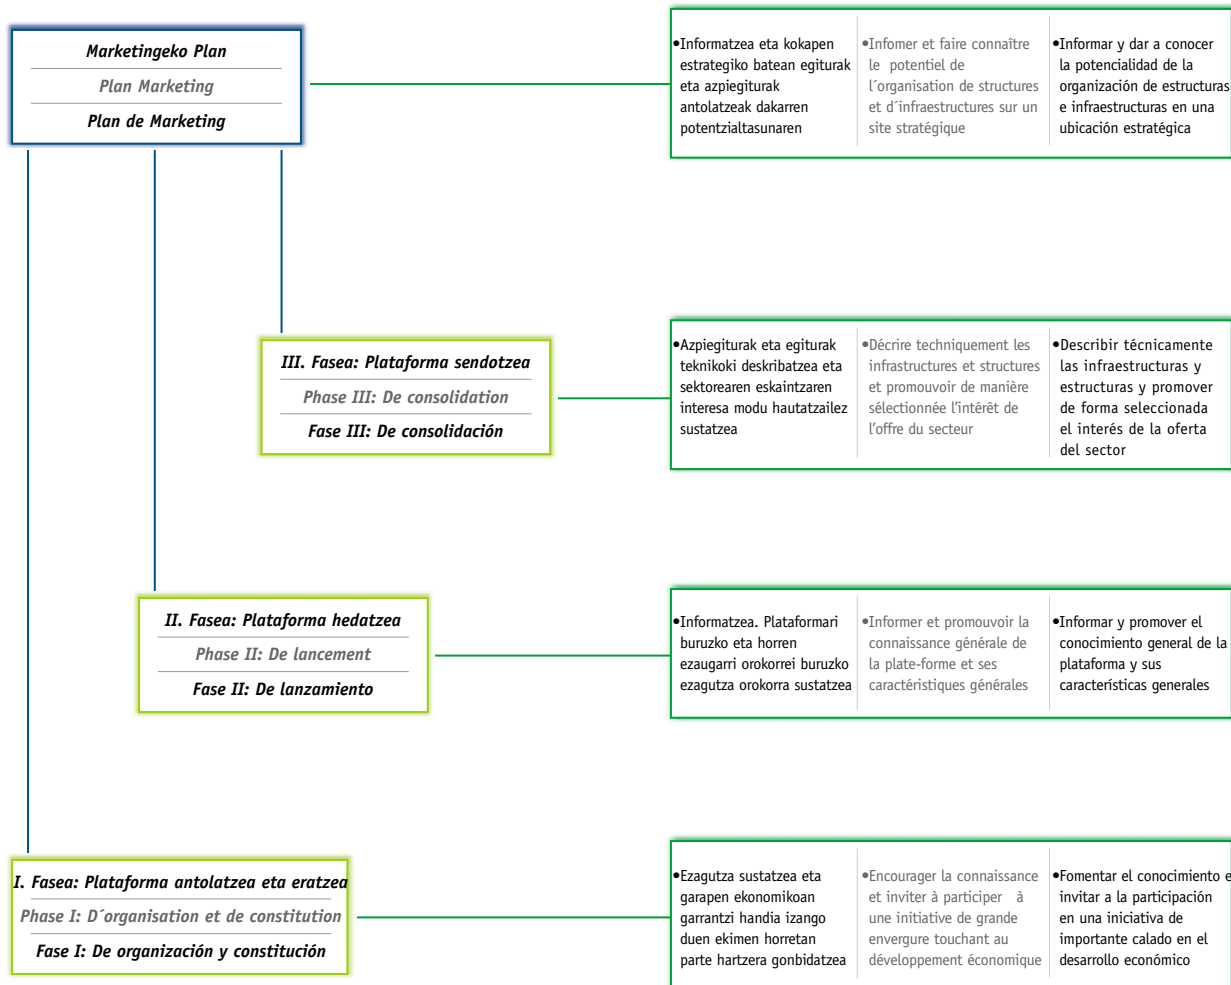 Marketingeko Plan
Plan Marketing
Plan de Marketing
•Informatzea eta kokapen
estrategiko batean egiturak
eta azpiegiturak
antolatzeak dakarren
potentzialtasunaren
•Infomer et faire connaître
le potentiel de
l´organisation de structures
et d´infraestructures sur un
site stratégique
•Informar y dar a conocer
la potencialidad de la
organización de estructuras
e infraestructuras en una
ubicación estratégica
III. Fasea: Plataforma sendotzea
Phase III: De consolidation
Fase III: De consolidación
•Azpiegiturak eta egiturak
teknikoki deskribatzea eta
sektorearen eskaintzaren
interesa modu hautatzailez
sustatzea
•Décrire techniquement les
infrastructures et structures
et promouvoir de manière
sélectionnée l’intérêt de
l’offre du secteur
•Describir técnicamente
las infraestructuras y
estructuras y promover
de forma seleccionada
el interés de la oferta
del sector
II. Fasea: Plataforma hedatzea
Phase II: De lancement
Fase II: De lanzamiento
•Informatzea. Plataformari
buruzko eta horren
ezaugarri orokorrei buruzko
ezagutza orokorra sustatzea
•Informer et promouvoir la
connaissance générale de
la plate-forme et ses
caractéristiques générales
•Informar y promover el
conocimiento general de la
plataforma y sus
características generales
I. Fasea: Plataforma antolatzea eta eratzea
Phase I: D´organisation et de constitution
Fase I: De organización y constitución
•Ezagutza sustatzea eta
garapen ekonomikoan
garrantzi handia izango
duen ekimen horretan
parte hartzera gonbidatzea
•Encourager la connaissance
et inviter à participer à
une initiative de grande
envergure touchant au
développement économique
•Fomentar el conocimiento e
invitar a la participación
en una iniciativa de
importante calado en el
desarrollo económico